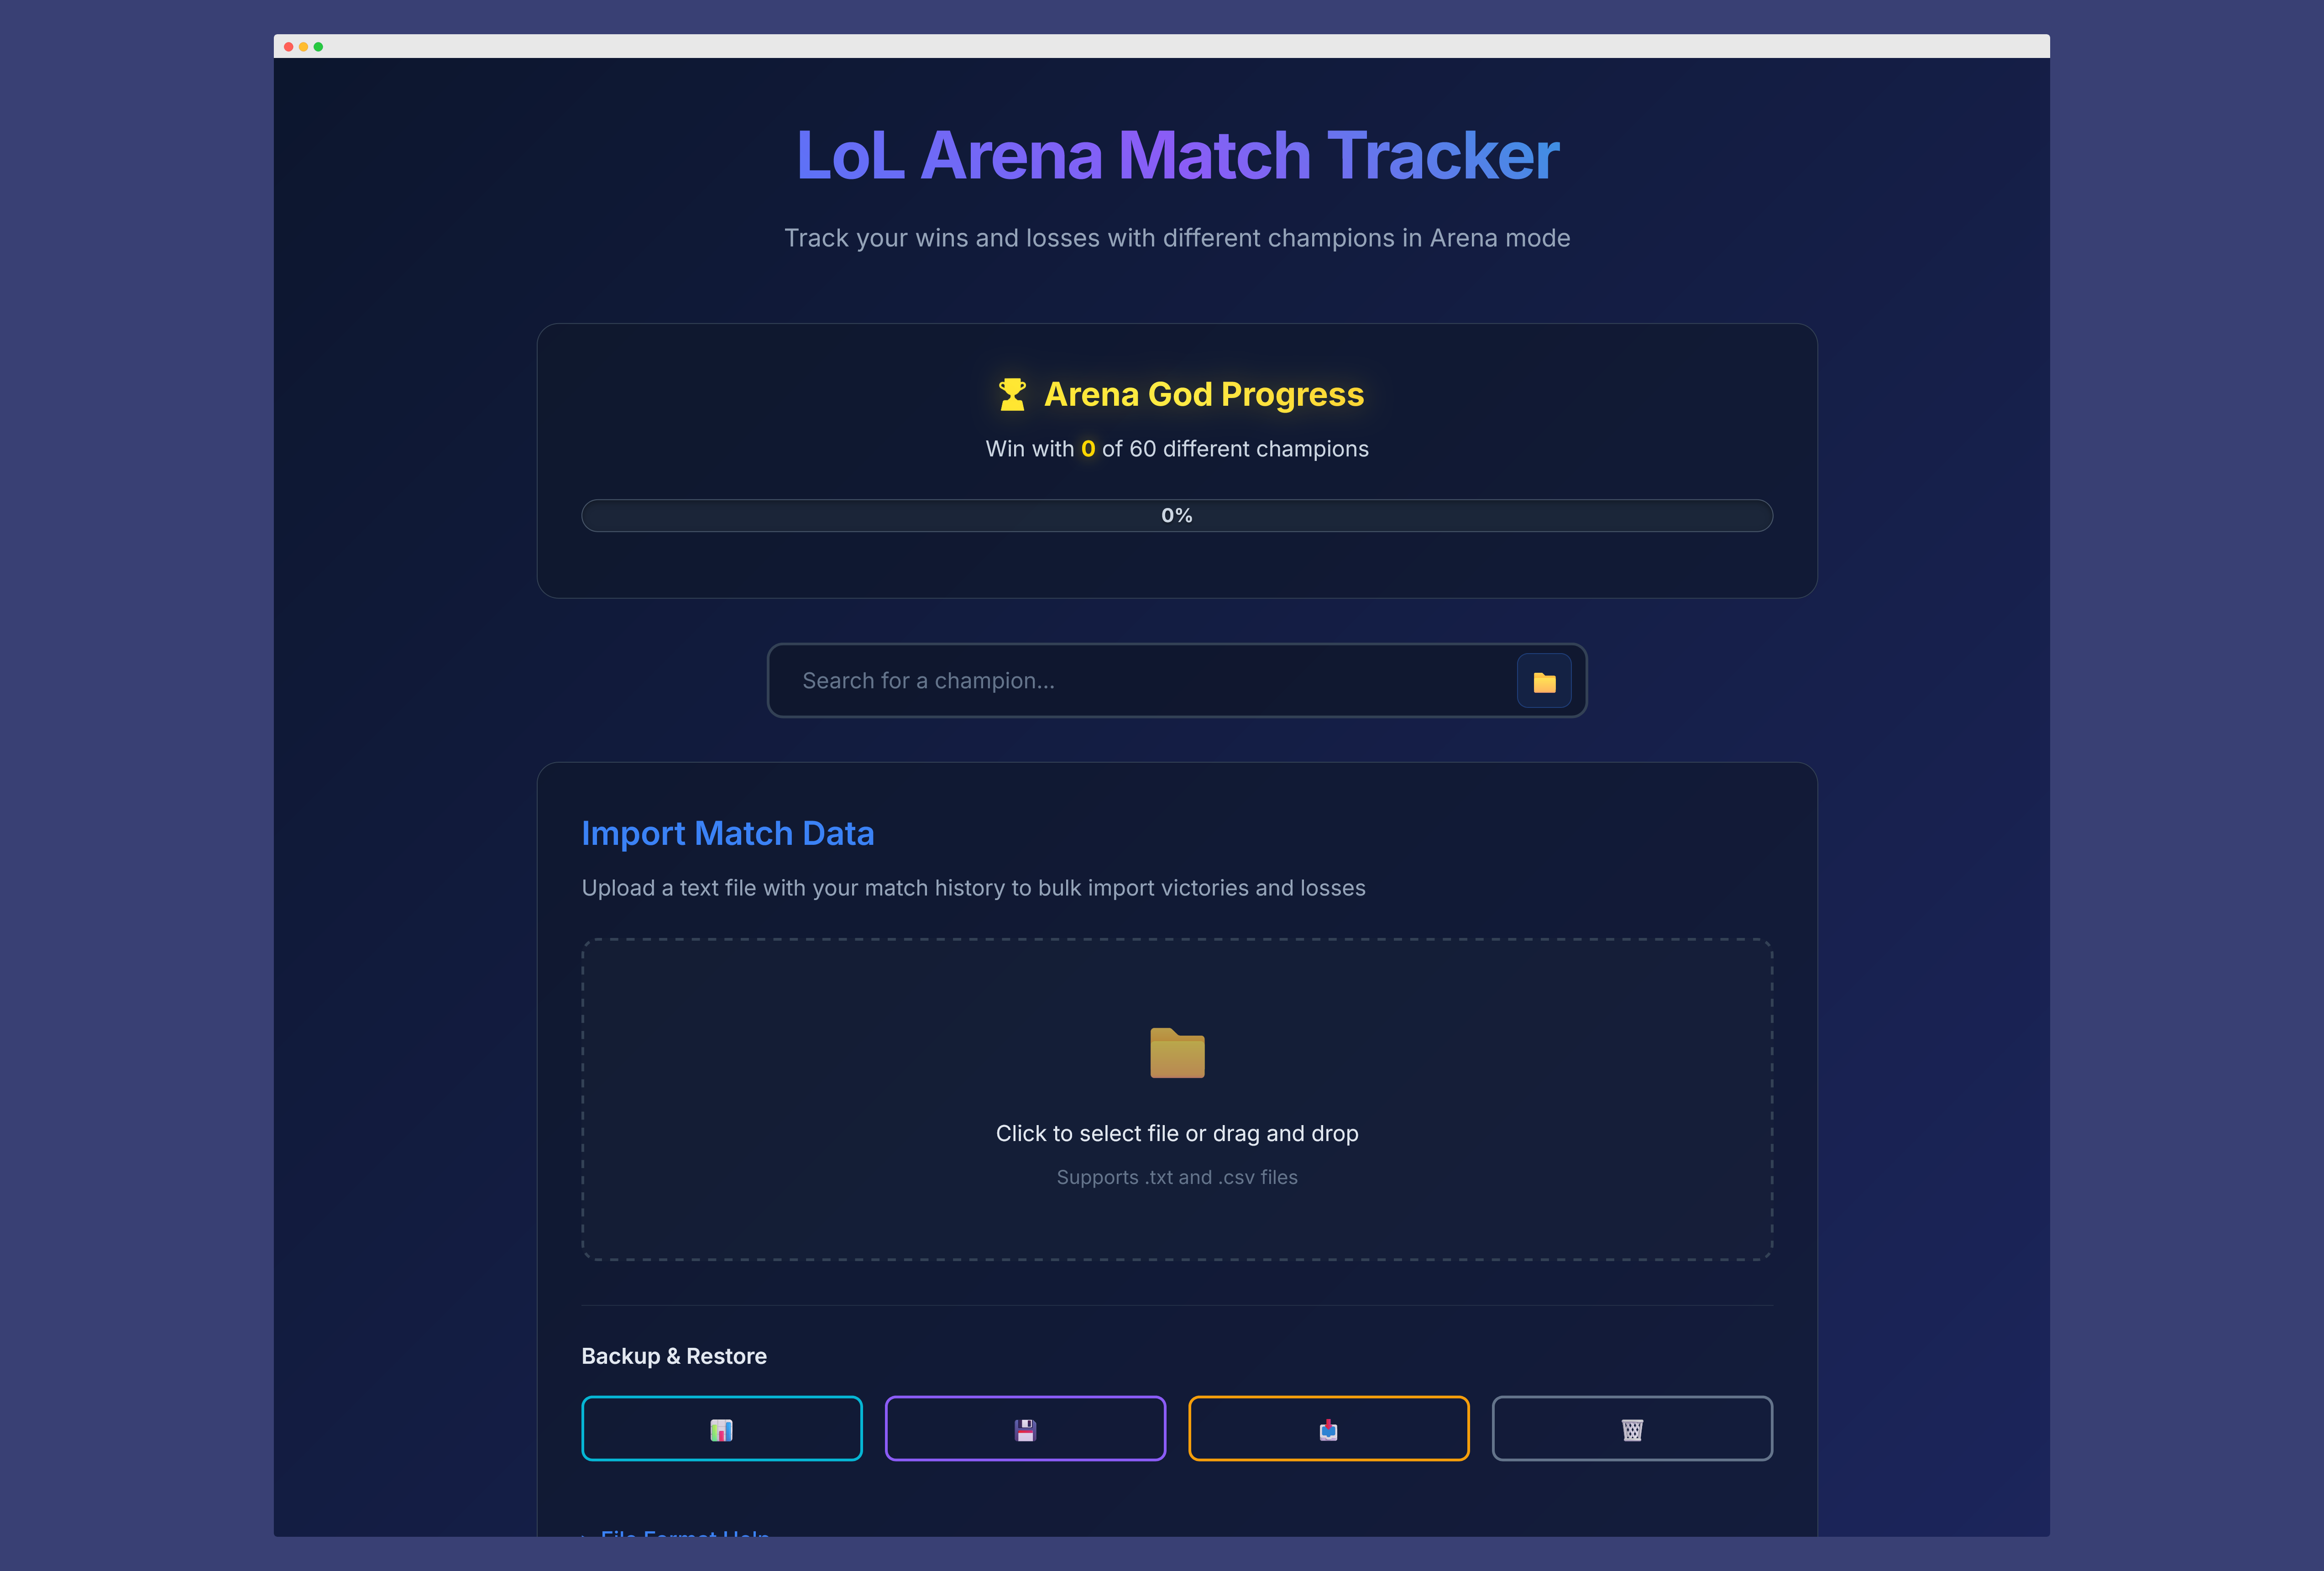 LoL Arena Match Tracker
Track your wins and losses with different champions in Arena mode
Arena God Progress
Win with 0 of 60 different champions
0%
Search for a champion...
Import Match Data
Upload a text file with your match history to bulk import victories and losses
Click to select file or drag and drop
Supports .txt and .csv files
Backup & Restore
File Format Help